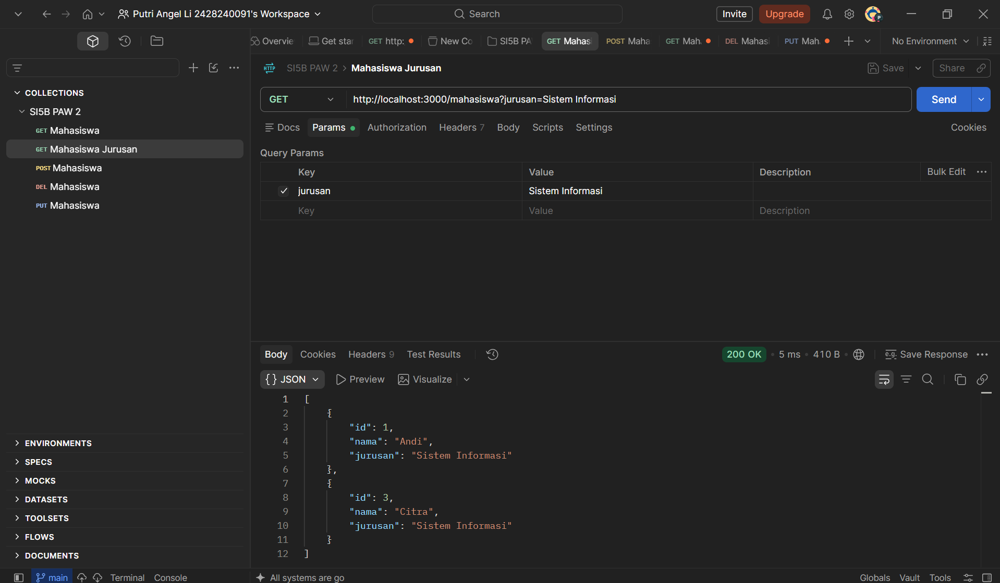 Putri Angel Li 2428240091's Workspace
Search
Invite
Upgrade
Overvie
Get star
GET http:
New Co
SI5B PA
GET Mahasi
POST Maha
GET Mah
DEL Mahasi
PUT Mah
No Environment
SI5B PAW 2 > Mahasiswa Jurusan
Save
Share
COLLECTIONS
SI5B PAW 2
GET Mahasiswa
GET Mahasiswa Jurusan
POST Mahasiswa
DEL Mahasiswa
PUT Mahasiswa
HTTP
GET
http://localhost:3000/mahasiswa?jurusan=Sistem Informasi
Send
Docs Params Authorization Headers 7 Body Scripts Settings
Cookies
Query Params
Key Value Description Bulk Edit
jurusan Sistem Informasi
Key Value Description
Body Cookies Headers 9 Test Results
200 OK • 5 ms • 410 B
e.g. Save Response
{} JSON Preview Visualize
1 [
2 {
3 "id": 1,
4 "nama": "Andi",
5 "jurusan": "Sistem Informasi"
6 },
7 {
8 "id": 3,
9 "nama": "Citra",
10 "jurusan": "Sistem Informasi"
11 }
12 ]
ENVIRONMENTS
SPECS
MOCKS
DATASETS
TOOLSETS
FLOWS
DOCUMENTS
main
Terminal Console
All systems are go
Globals Vault Tools